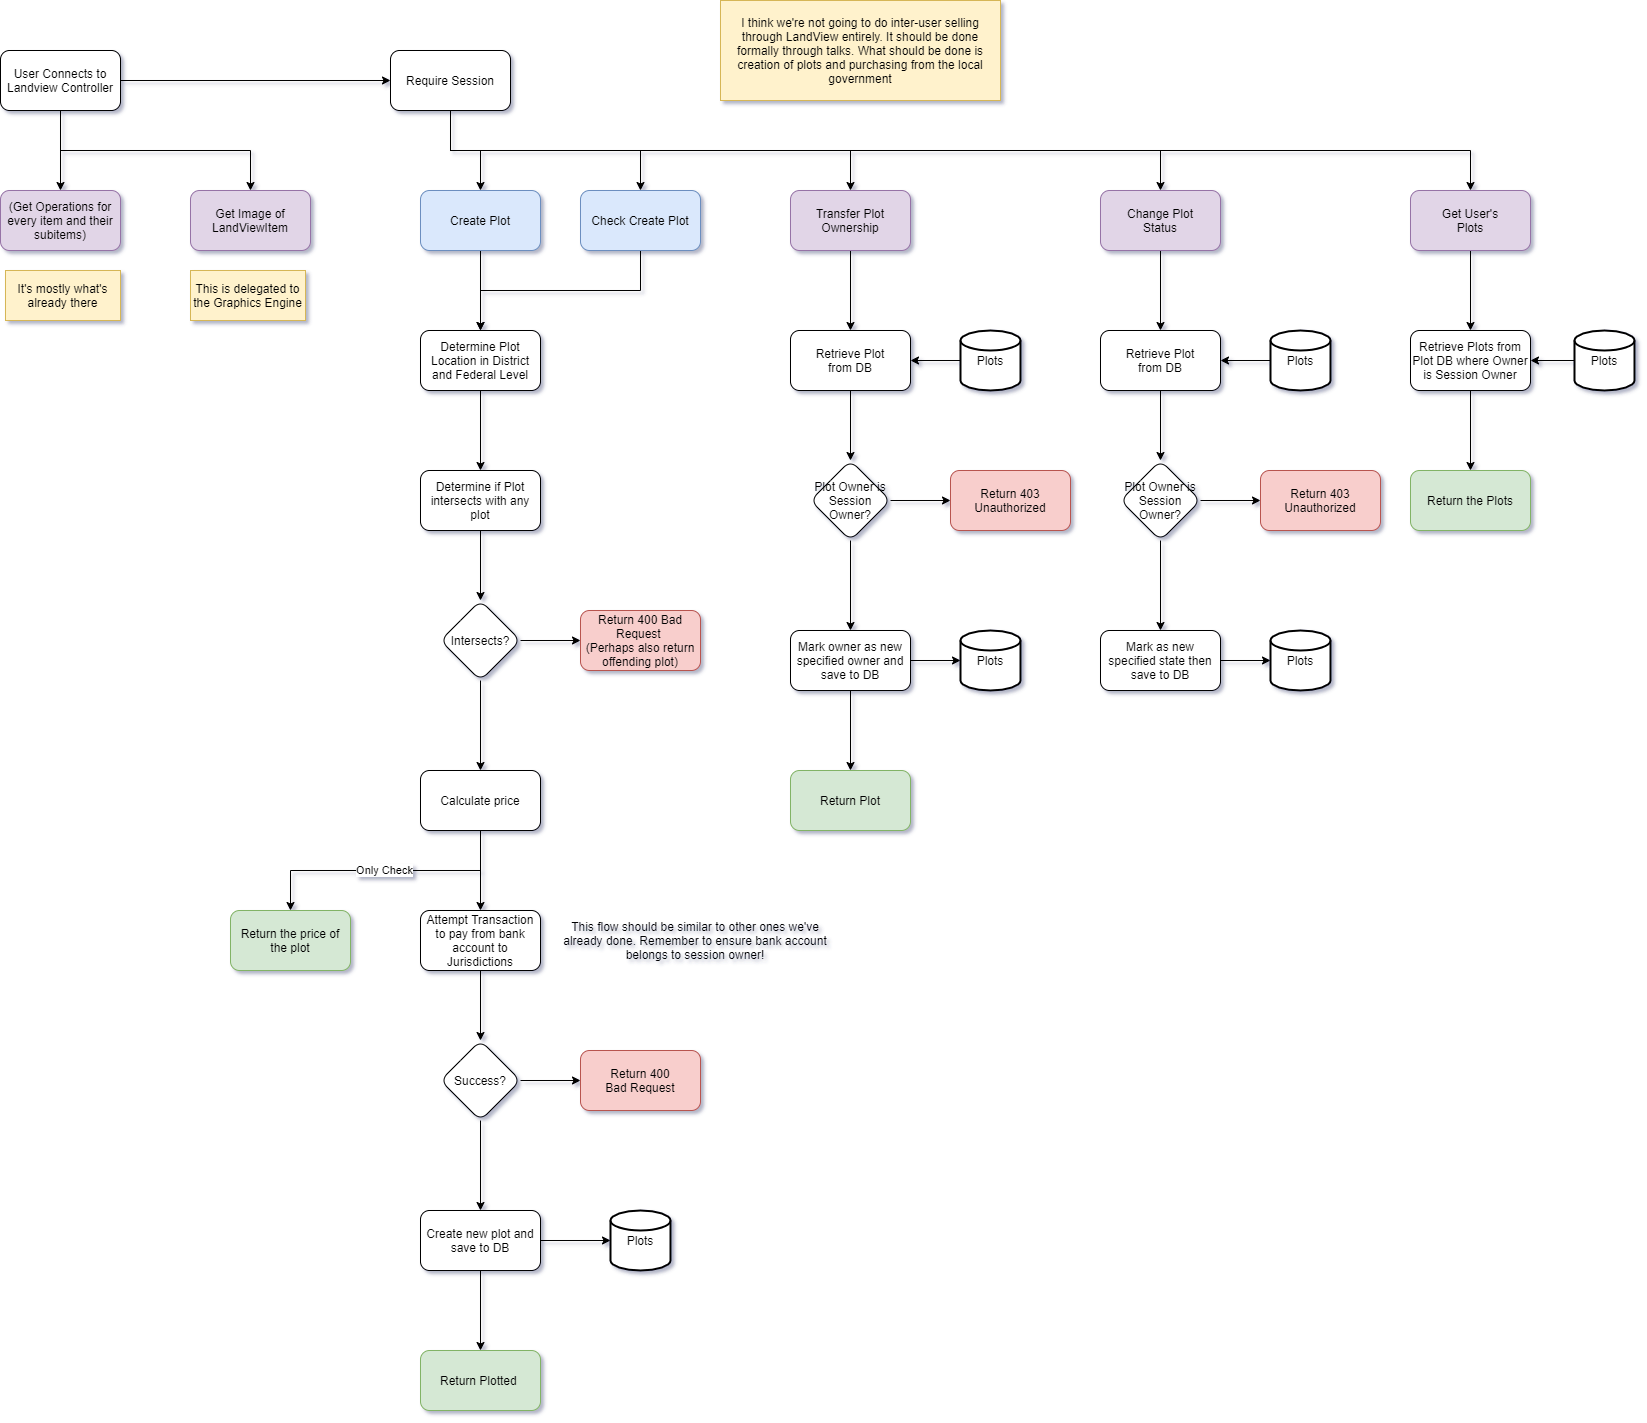 I think we're not going to do inter-user selling
through LandView entirely. It should be done
formally through talks. What should be done is
creation of plots and purchasing from the local
government
User Connects to
Landview Controller
Require Session
(Get Operations for
every item and their
subitems)
Get Image of
LandViewItem
Create Plot
Check Create Plot
Transfer Plot
Ownership
Change Plot
Status
Get User's
Plots
It's mostly what's
already there
This is delegated to
the Graphics Engine
Determine Plot
Location in District
and Federal Level
Retrieve Plot
from DB
Plots
Retrieve Plot
from DB
Plots
Retrieve Plots from
Plot DB where Owner
is Session Owner
Plots
Determine if Plot
intersects with any
plot
Plot Owner is
Session
Owner?
Return 403
Unauthorized
Plot Owner is
Session
Owner?
Return 403
Unauthorized
Return the Plots
Intersects?
Return 400 Bad
Request
(Perhaps also return
offending plot)
Mark owner as new
specified owner and
save to DB
Plots
Mark as new
specified state then
save to DB
Plots
Calculate price
Return Plot
Only Check
Return the price of
the plot
Attempt Transaction
to pay from bank
account to
Jurisdictions
This flow should be similar to other ones we've
already done. Remember to ensure bank account
belongs to session owner!
Success?
Return 400
Bad Request
Create new plot and
save to DB
Plots
Return Plotted